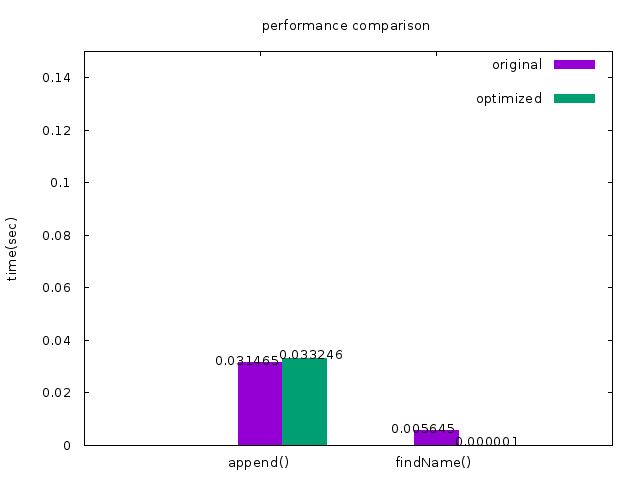 performance comparison
original
optimized
0.14
0.12
0.1
0.08
0.06
0.04
0.02
0
time(sec)
0.031465
0.033246
0.005645
0.000001
append()
findName()